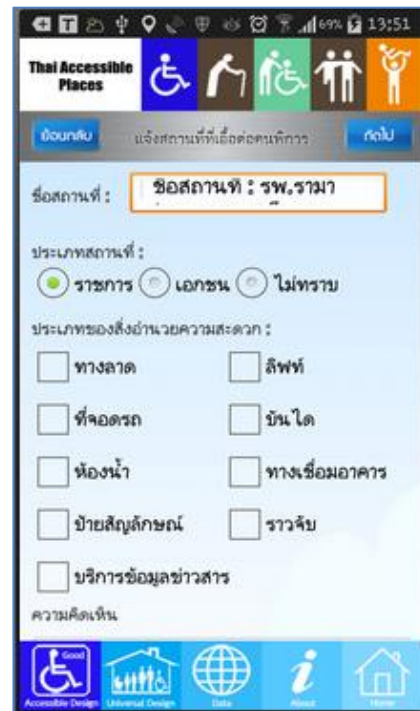 69% 13:51
Thai Accessible
Places
ย้อนกลับ แจ้งสถานที่ที่เอื้อต่อคนพิการ ถัดไป
ชื่อสถานที่ : ชื่อสถานที่ : รพ.รามา
ประเภทสถานที่ :
ราชการ เอกชน ไม่ทราบ
ประเภทของสิ่งอำนวยความสะดวก :
ทางลาด ลิฟท์
ที่จอดรถ บันได
ห้องน้ำ ทางเชื่อมอาคาร
ป้ายสัญลักษณ์ ราวจับ
บริการข้อมูลข่าวสาร
ความคิดเห็น
Good
Accessible Design Universal Design Data About Home